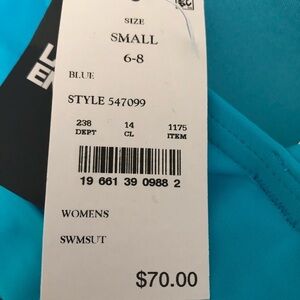 SIZE
SMALL
6-8
BLUE
STYLE 547099
238 14 1175
DEPT CL ITEM
19 661 39 0988 2
WOMENS
SWMSUT
$70.00